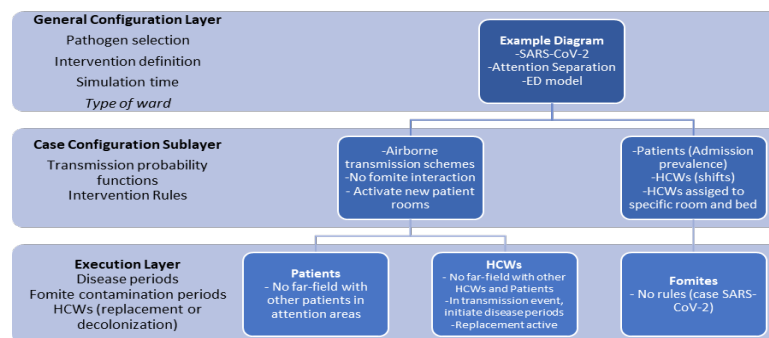 General Configuration Layer
Pathogen selection
Intervention definition
Simulation time
Type of ward
Example Diagram
-SARS-CoV-2
-Attention Separation
-ED model
Case Configuration Sublayer
Transmission probability
functions
Intervention Rules
-Airborne
transmission schemes
-No fomite interaction
- Activate new patient
rooms
-Patients (Admission
prevalence)
-HCWs (shifts)
-HCWs assiged to
specific room and bed
Execution Layer
Disease periods
Fomite contamination periods
HCWs (replacement or
decolonization)
Patients
- No far-field with
other patients in
attention areas
HCWs
- No far-field with other
HCWs and Patients
-In transmission event,
initiate disease periods
-Replacement active
Fomites
- No rules (case SARS-
CoV-2)